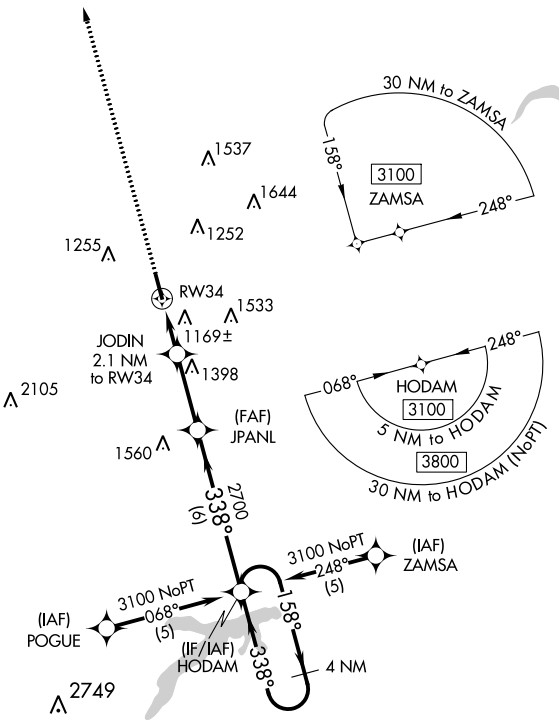 30 NM to ZAMSA
158°
3100
ZAMSA
248°
1537
1644
1252
1255
RW34
1533
1169±
JODIN
2.1 NM
to RW34
1398
2105
(FAF)
JPANL
1560
068°
248°
HODAM
3100
5 NM to HODAM
3800
30 NM to HODAM (NoPT)
2700
338°
(6)
3100 NoPT
248°
(5)
(IAF)
ZAMSA
3100 NoPT
068°
(5)
(IAF)
POGUE
(IF/IAF)
HODAM
158°
338°
4 NM
2749